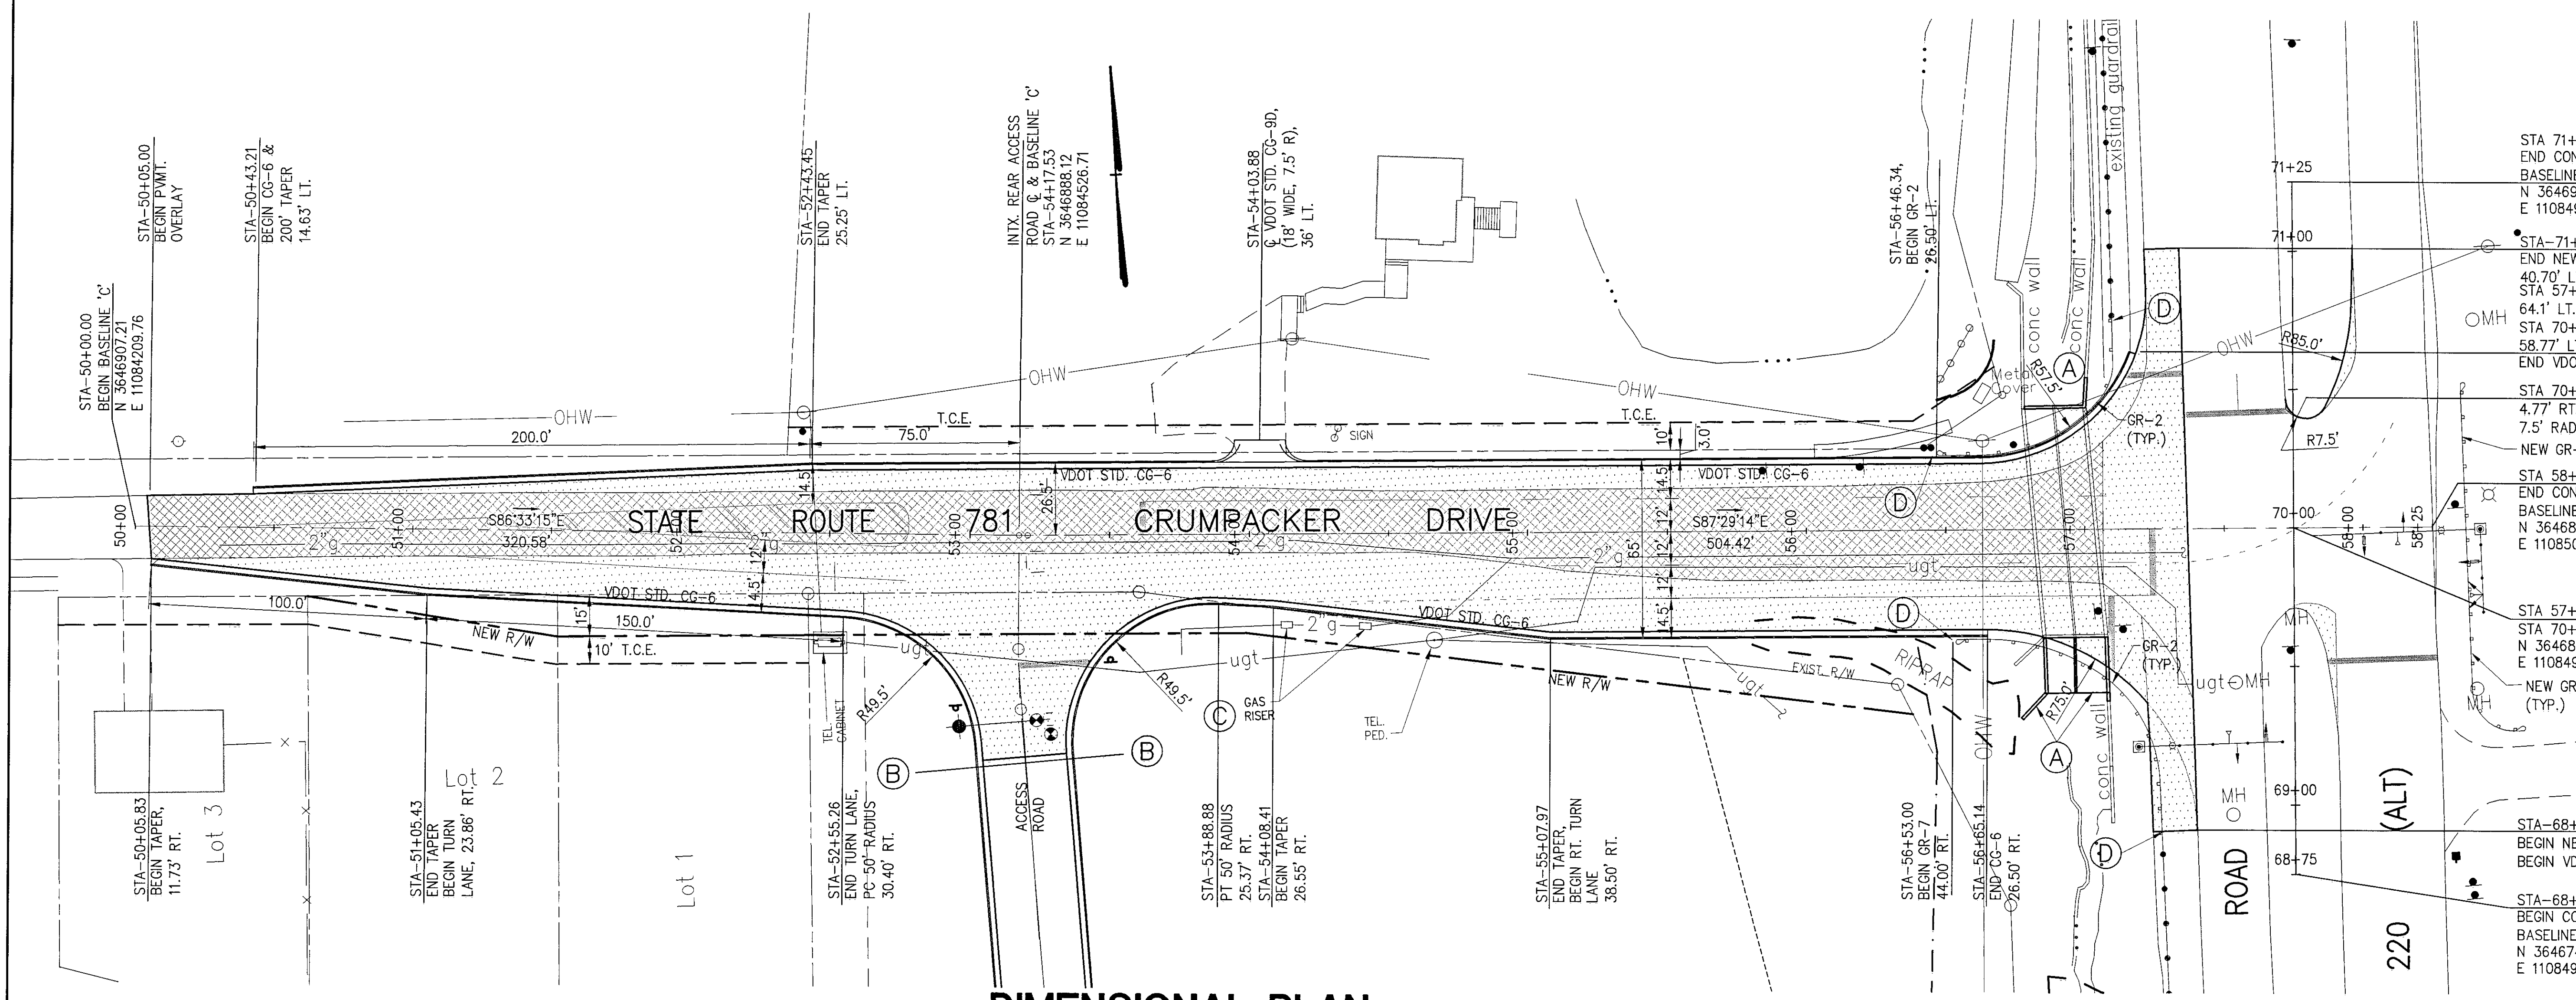 STA-50+00.00
BEGIN BASELINE 'C'
N 3646907.21
E 11084209.76
STA-50+05.00
BEGIN PVMT.
OVERLAY
STA-50+43.21
BEGIN CG-6 &
200' TAPER
14.63' LT.
STA-52+43.45
END TAPER
25.25' LT.
INTX. REAR ACCESS
ROAD ℄ & BASELINE 'C'
STA-54+17.53
N 3646888.12
E 11084526.71
STA-54+03.88
℄ VDOT STD. CG-9D,
(18' WIDE, 7.5' R),
36' LT.
STA-56+46.34,
BEGIN GR-2
26.50' LT.
conc wall
conc wall
existing guardrail
71+25
71+00
STA 71+
END CON
BASELINE
N 36469
E 110849
STA-71+
END NEW
40.70' L
STA 57+
64.1' LT.
STA 70+
58.77' L
END VDO
STA 70+
4.77' RT
7.5' RAD
NEW GR-
STA 58+
END CON
BASELINE
N 36468
E 110850
STA 57+
STA 70+
N 36468
E 110849
NEW GR
(TYP.)
STA-68+
BEGIN NE
BEGIN VD
STA-68+
BEGIN CO
BASELINE
N 36467
E 110849
MH
OHW
R85.0'
R7.5'
D
A
R57.5'
Metal
Cover
GR-2
(TYP.)
OHW
OHW
OHW
T.C.E.
T.C.E.
SIGN
200.0'
75.0'
10'
3.0'
14.5'
26.5'
VDOT STD. CG-6
14.5'
VDOT STD. CG-6
D
50+00
51+00
52+00
53+00
54+00
55+00
56+00
57+00
58+00
58+25
70+00
S86°33'15"E
320.58'
STATE ROUTE 781 CRUMPACKER DRIVE
S87°29'14"E
504.42'
2"g
2"g
2"g
2"g
12'
12'
12'
12'
65'
14.5'
14.5'
ugt
100.0'
150.0'
15'
VDOT STD. CG-6
NEW R/W
10' T.C.E.
ugt
TEL.
CABINET
R49.5'
R49.5'
VDOT STD. CG-6
2"g
ugt
GAS
RISER
C
TEL.
PED.
NEW R/W
EXIST. R/W
ugt
D
RIPRAP
OHW
GR-2
(TYP.)
R75.0'
A
ugt
MH
MH
MH
MH
conc wall
B
B
ACCESS
ROAD
Lot 3
Lot 2
Lot 1
STA-50+05.83
BEGIN TAPER,
11.73' RT.
STA-51+05.43
END TAPER
BEGIN TURN
LANE, 23.86' RT.
STA-52+55.26
END TURN LANE,
PC 50' RADIUS
30.40' RT.
STA-53+88.88
PT 50' RADIUS
25.37' RT.
STA-54+08.41
BEGIN TAPER
26.55' RT.
STA-55+07.97
END TAPER,
BEGIN RT. TURN
LANE
38.50' RT.
STA-56+53.00
BEGIN GR-7
44.00' RT.
STA-56+65.14
END CG-6
26.50' RT.
D
69+00
68+75
ROAD
220 (ALT)
DIMENSIONAL PLAN